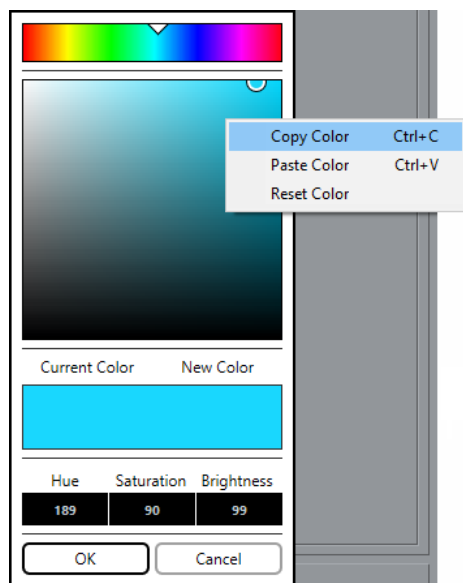 Copy Color Ctrl+C
Paste Color Ctrl+V
Reset Color
Current Color New Color
Hue Saturation Brightness
189 90 99
OK Cancel